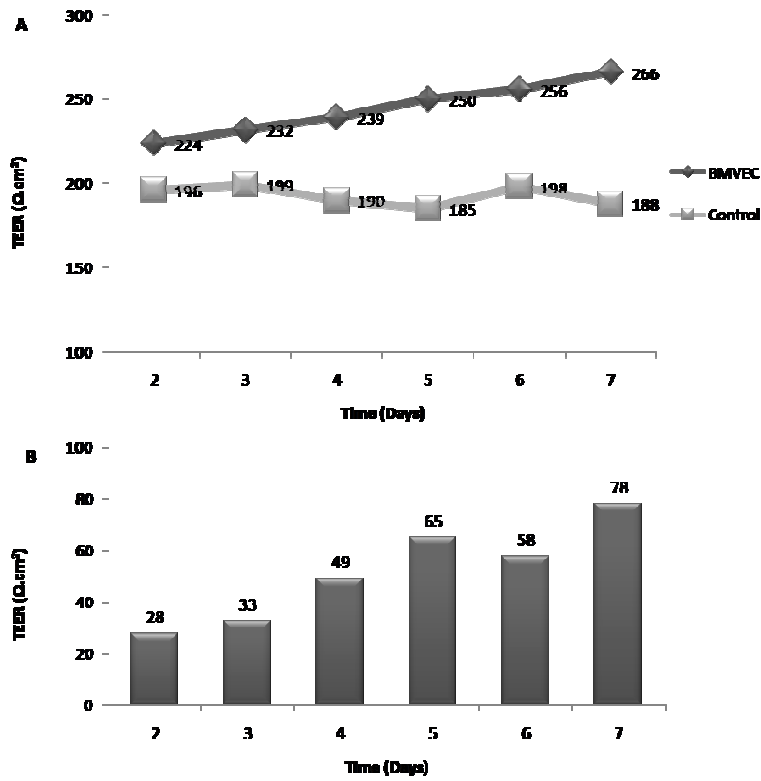 A
300
250
200
150
100
TEER (Ω.cm²)
224
232
239
250
256
266
196
199
190
185
198
188
BMVEC
Control
2 3 4 5 6 7
Time (Days)
B
100
80
60
40
20
0
TEER (Ω.cm²)
28
33
49
65
58
78
2 3 4 5 6 7
Time (Days)